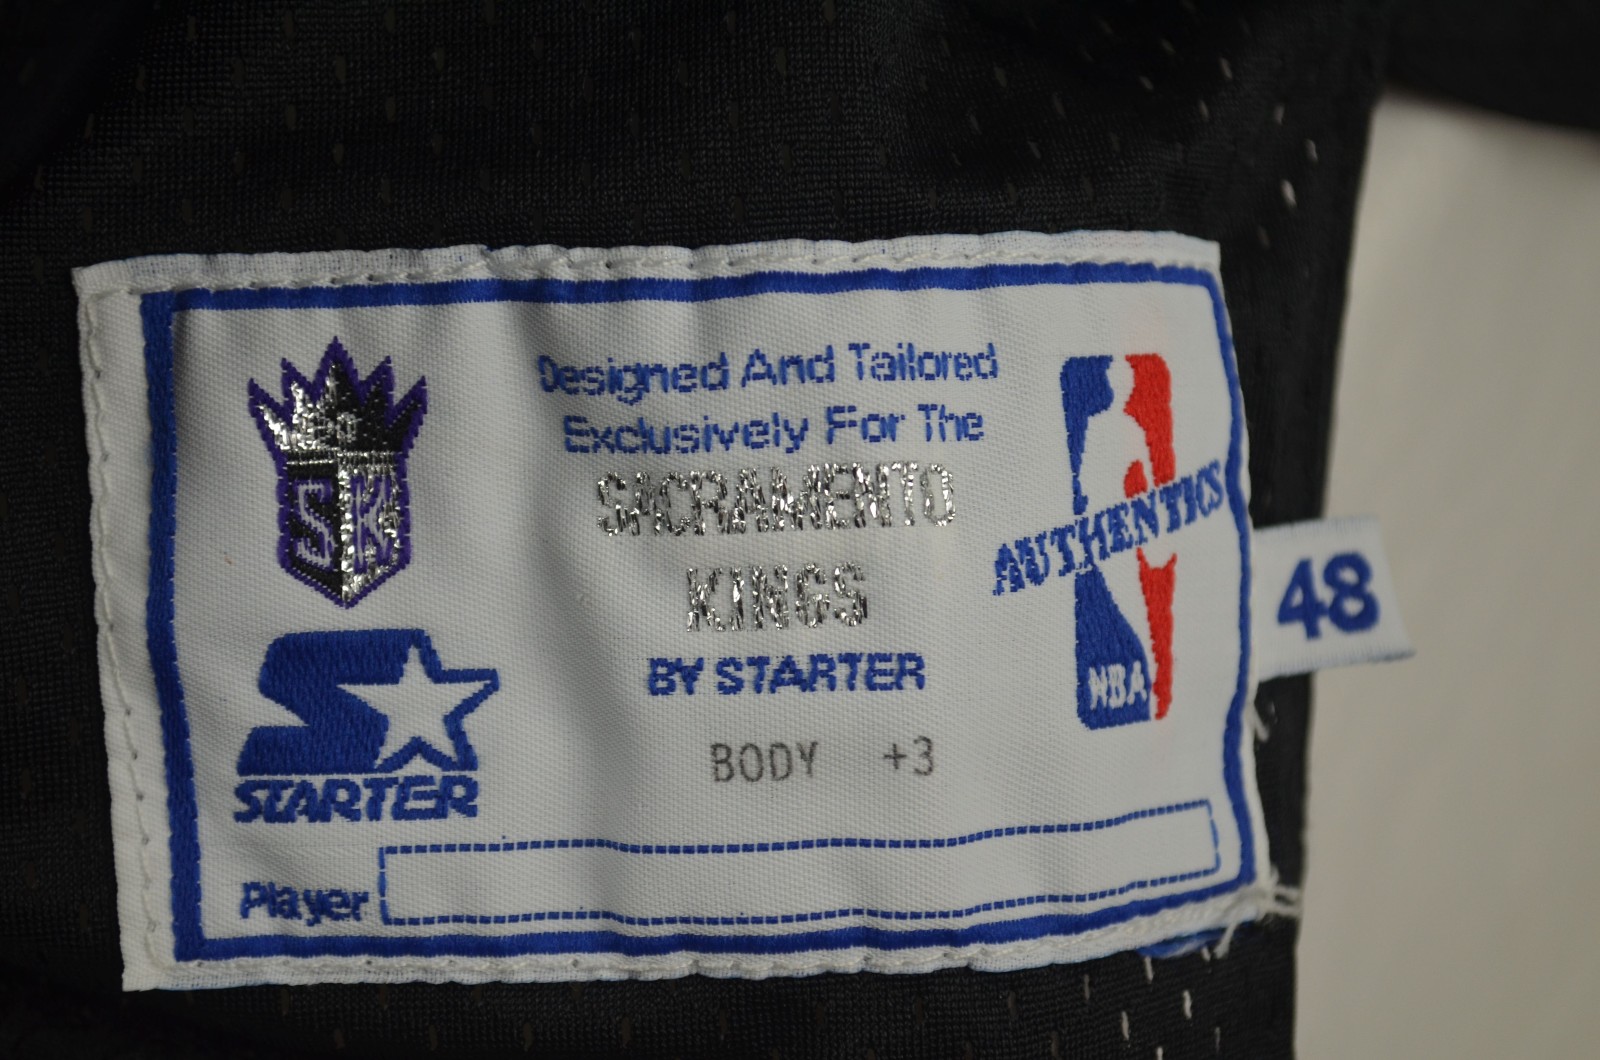 SK
Designed And Tailored
Exclusively For The
SACRAMENTO
KINGS
BY STARTER
BODY +3
STARTER
AUTHENTICS
NBA
48
Player